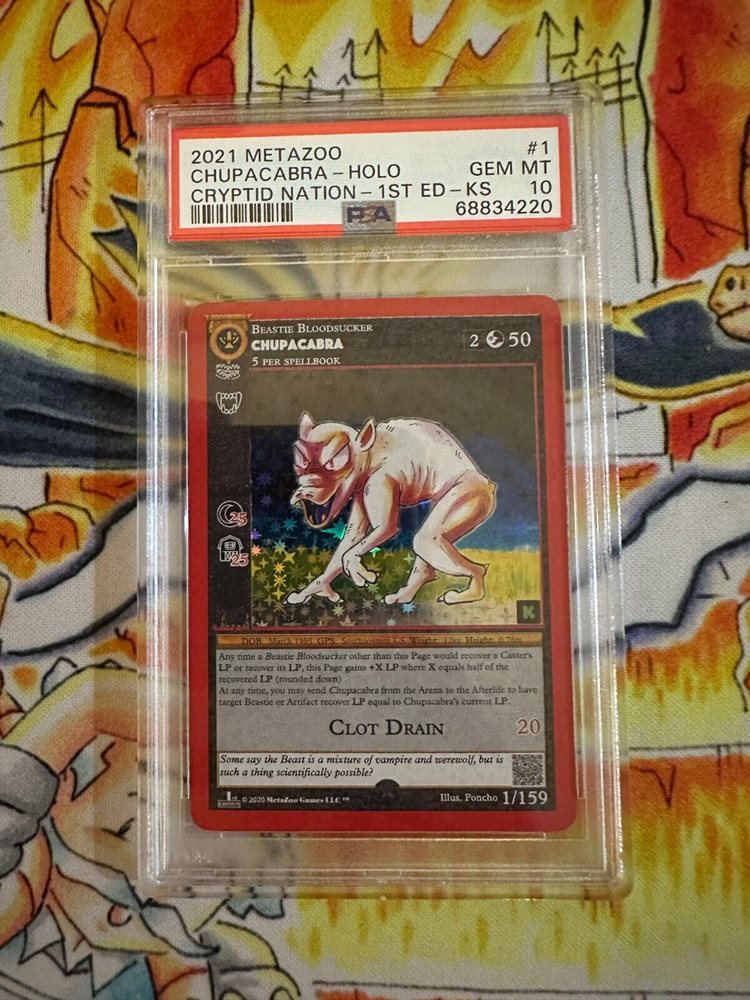 2021 METAZOO #1
CHUPACABRA - HOLO GEM MT
CRYPTID NATION - 1ST ED - KS 10
68834220
PSA
BEASTIE BLOODSUCKER
CHUPACABRA
2 50
5 PER SPELLBOOK
25
25
K
DOB: March 1995 GPS: Southwestern US Weight: 12kg Height: 0.76m
Any time a Beastie Bloodsucker other than this Page would recover a Caster's
LP or recover its LP, this Page gains +X LP where X equals half of the
recovered LP (rounded down) .
At any time, you may send Chupacabra from the Arena to the Afterlife to have
target Beastie or Artifact recover LP equal to Chupacabra's current LP.
CLOT DRAIN 20
Some say the Beast is a mixture of vampire and werewolf, but is
such a thing scientifically possible?
1st EDITION © 2020 MetaZoo Games LLC ™ Illus. Poncho 1/159